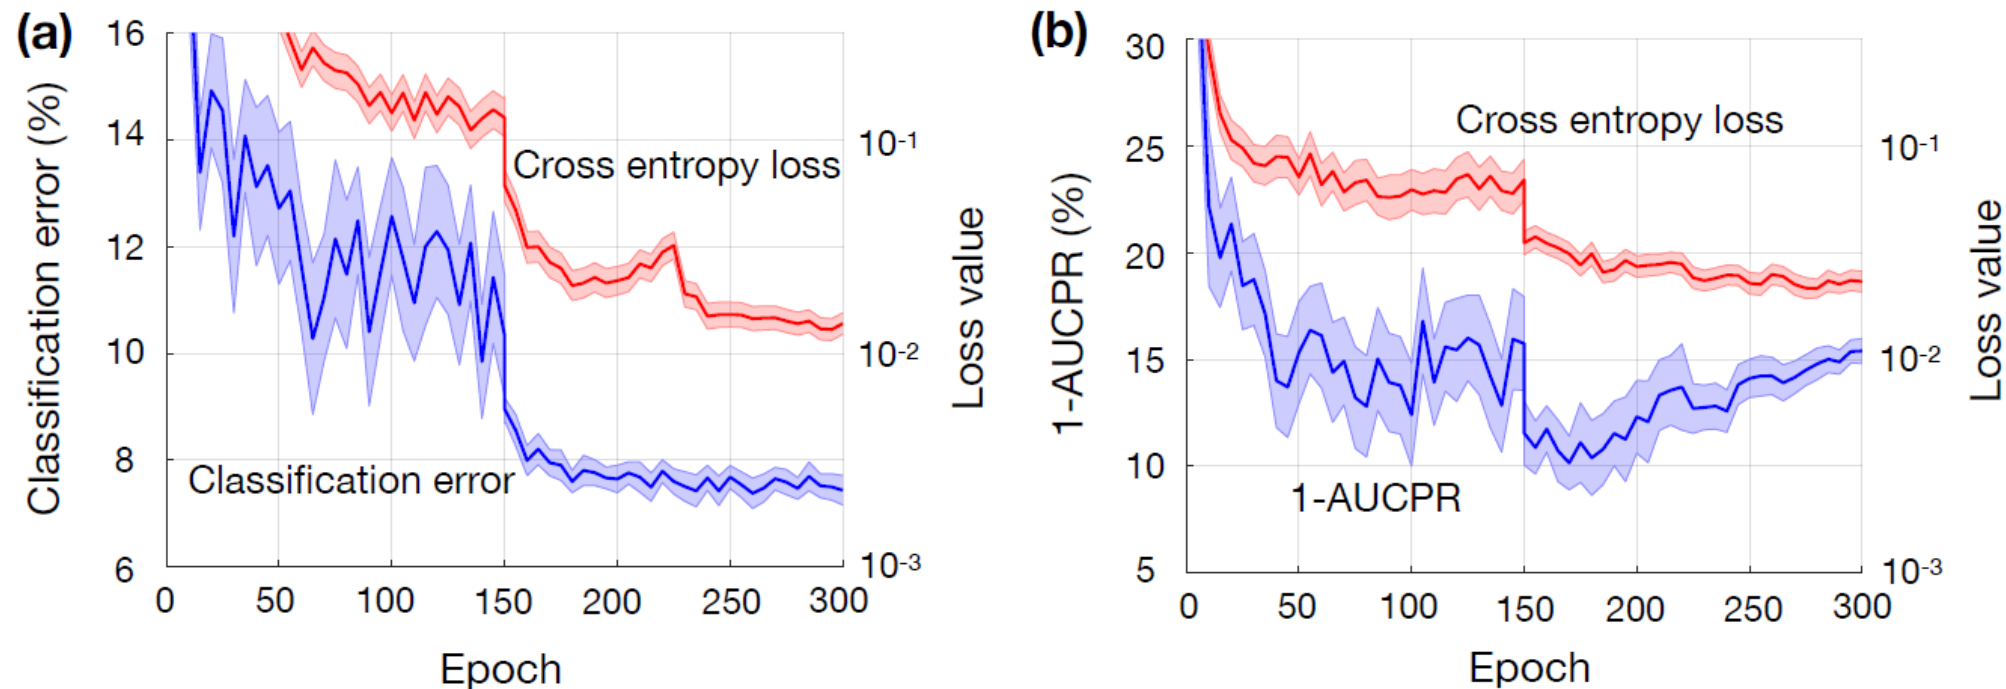 (a)
Classification error (%)
16
14
12
10
8
6
0 50 100 150 200 250 300
Epoch
Cross entropy loss
Classification error
10-1
10-2
10-3
Loss value
(b)
1-AUCPR (%)
30
25
20
15
10
5
0 50 100 150 200 250 300
Epoch
Cross entropy loss
1-AUCPR
10-1
10-2
10-3
Loss value